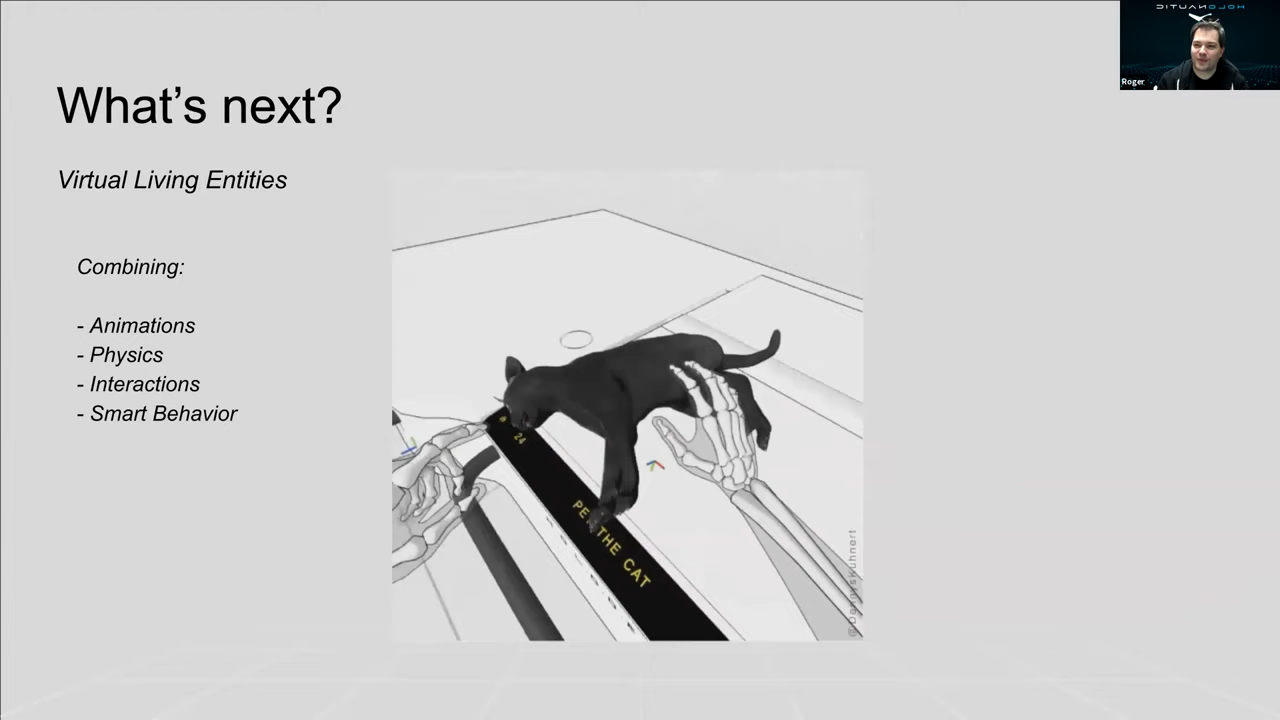 What's next?
Virtual Living Entities
Combining:
- Animations
- Physics
- Interactions
- Smart Behavior
24
PET THE CAT
Roger